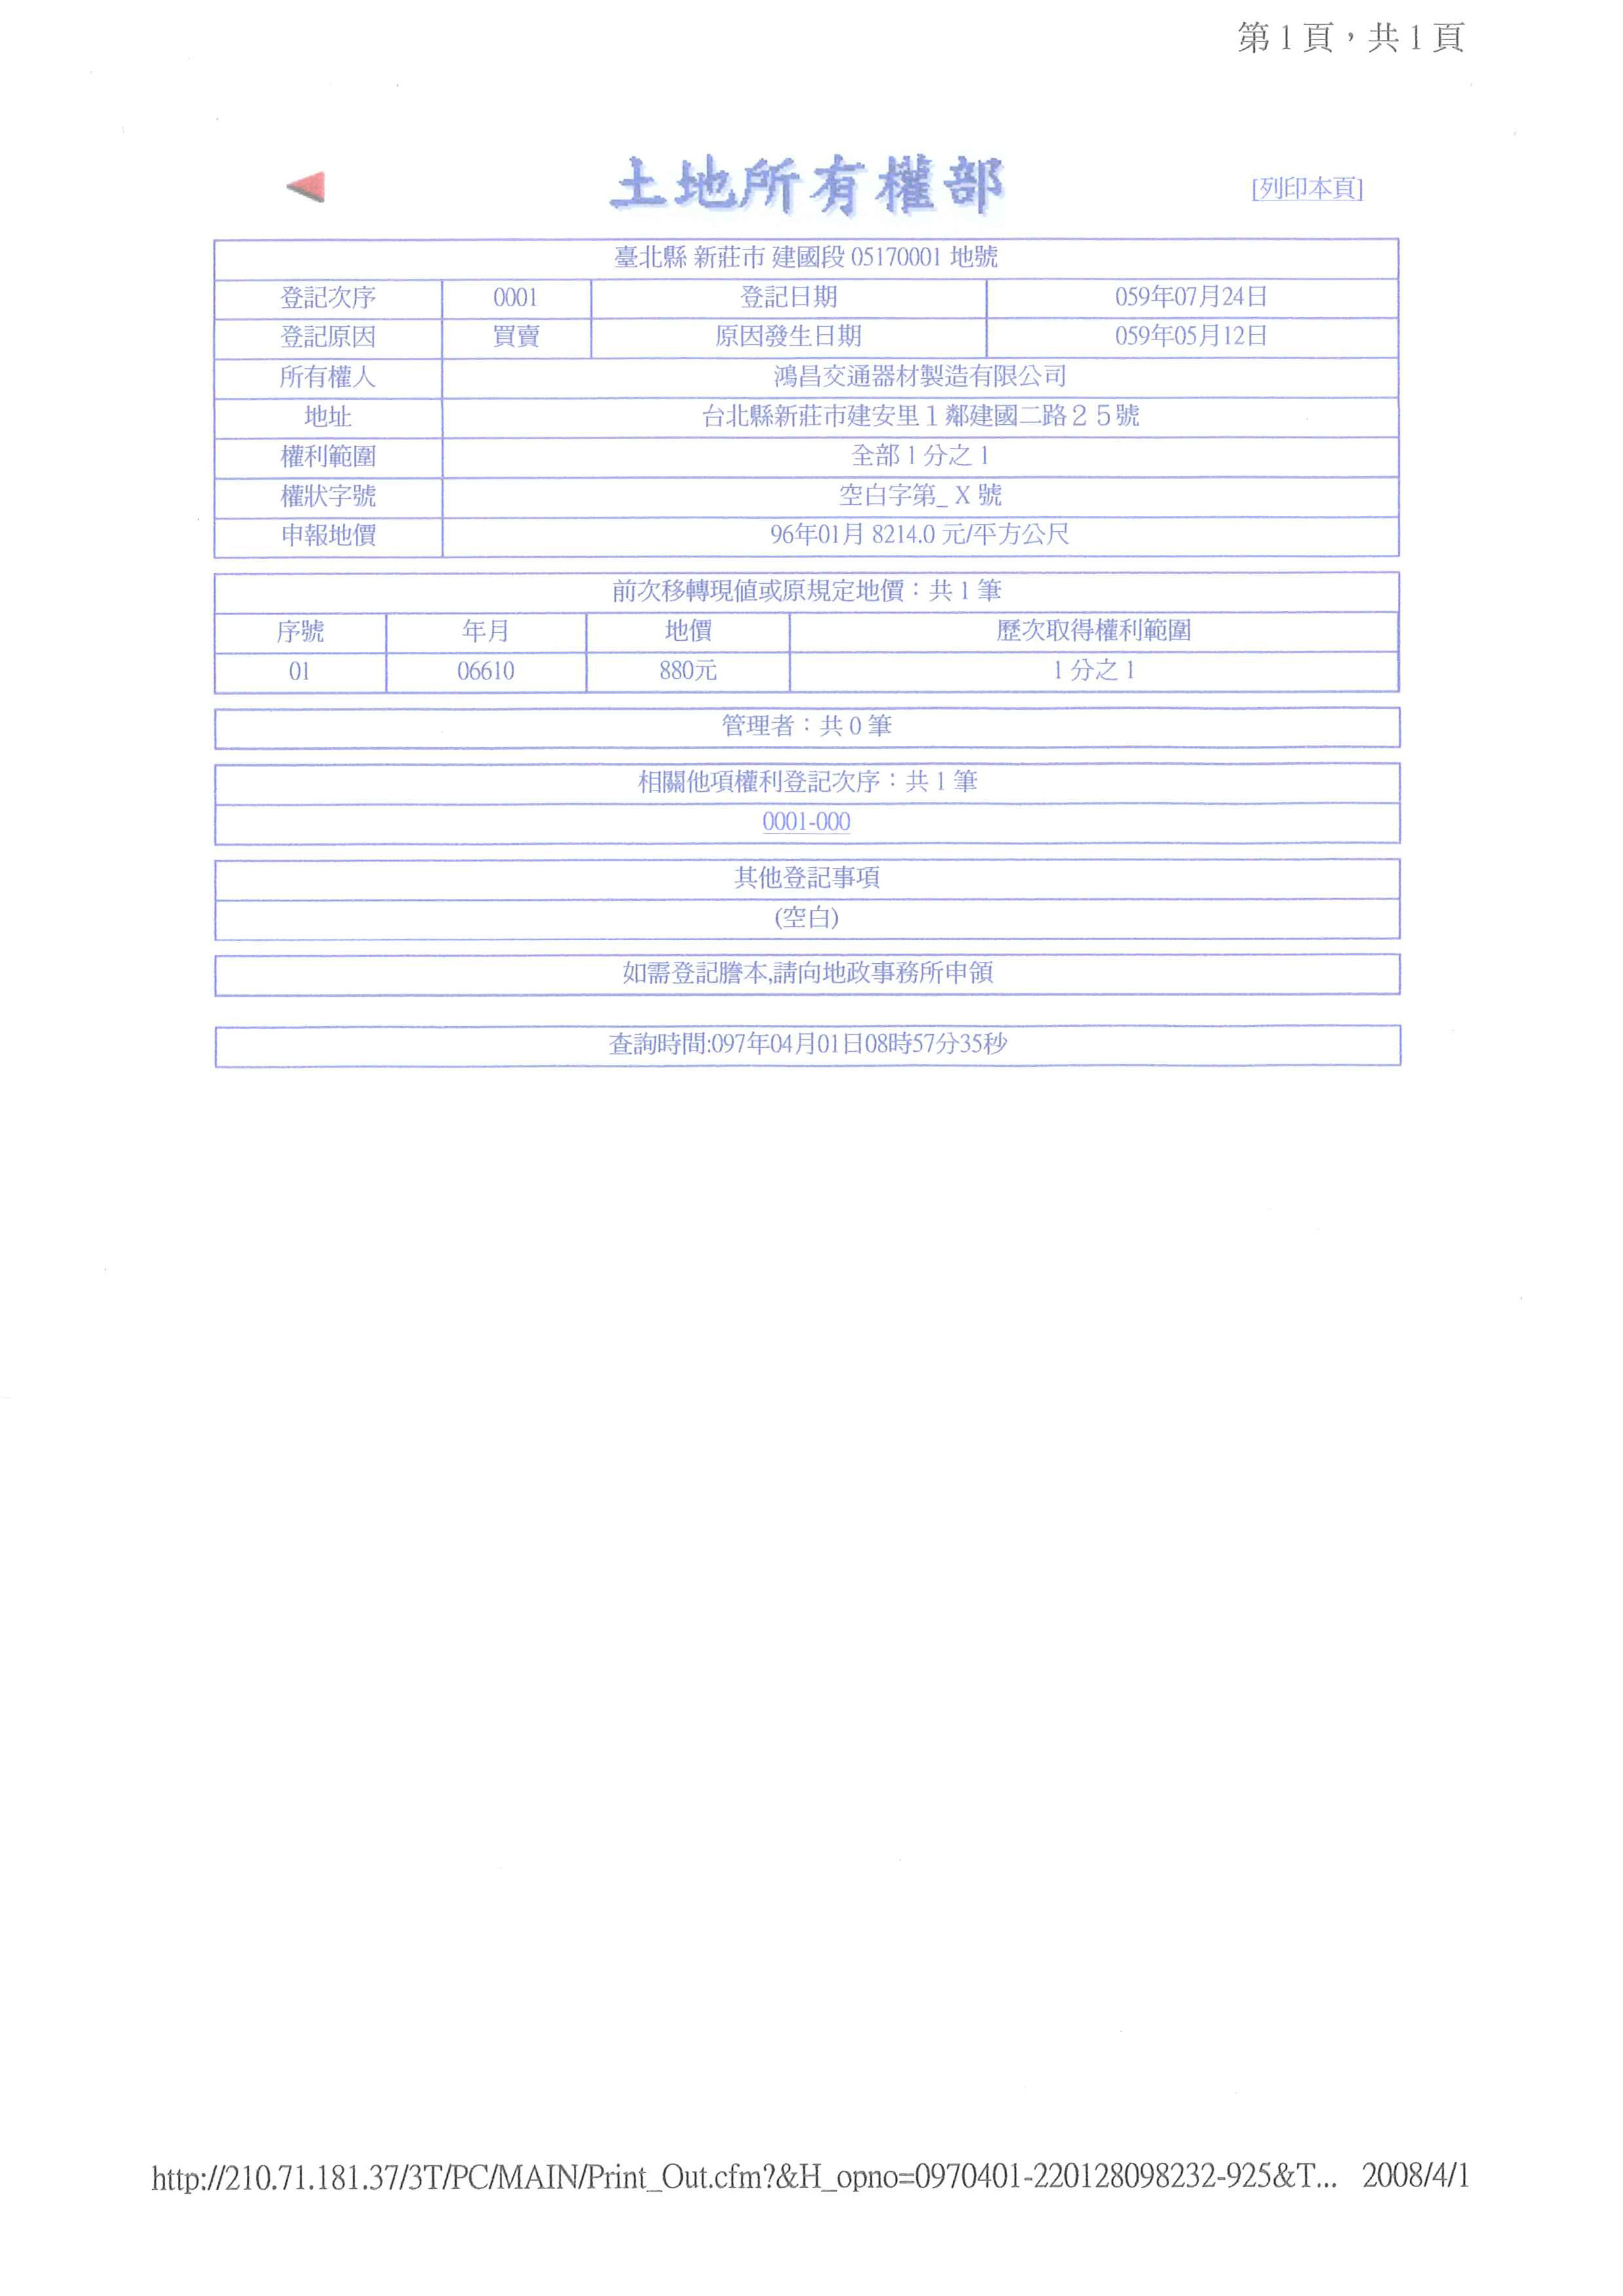 第1頁，共1頁
土地所有權部
[列印本頁]
臺北縣 新莊市 建國段 05170001 地號
登記次序 0001 登記日期 059年07月24日
登記原因 買賣 原因發生日期 059年05月12日
所有權人 鴻昌交通器材製造有限公司
地址 台北縣新莊市建安里１鄰建國二路２５號
權利範圍 全部 1 分之 1
權狀字號 空白字第_ X 號
申報地價 96年01月 8214.0 元/平方公尺
前次移轉現值或原規定地價：共 1 筆
序號 年月 地價 歷次取得權利範圍
01 06610 880元 1 分之 1
管理者：共 0 筆
相關他項權利登記次序：共 1 筆
0001-000
其他登記事項
(空白)
如需登記謄本,請向地政事務所申領
查詢時間:097年04月01日08時57分35秒
http://210.71.181.37/3T/PC/MAIN/Print_Out.cfm?&H_opno=0970401-220128098232-925&T... 2008/4/1